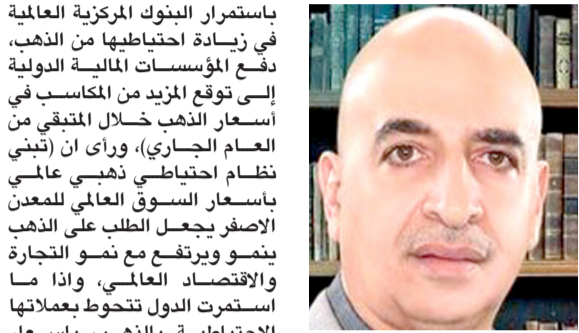 باستمرار البنوك المركزية العالمية
في زيادة احتياطيها من الذهب،
دفع المؤسسات المالية الدولية
إلى توقع المزيد من المكاسب في
أسعار الذهب خلال المتبقي من
العام الجاري)، ورأى ان (تبني
نظام احتياطي ذهبي عالمي
بأسعار السوق العالمي للمعدن
الاصفر يجعل الطلب على الذهب
ينمو ويرتفع مع نمو التجارة
والاقتصاد العالمي، واذا ما
استمرت الدول تتحوط بعملاتها